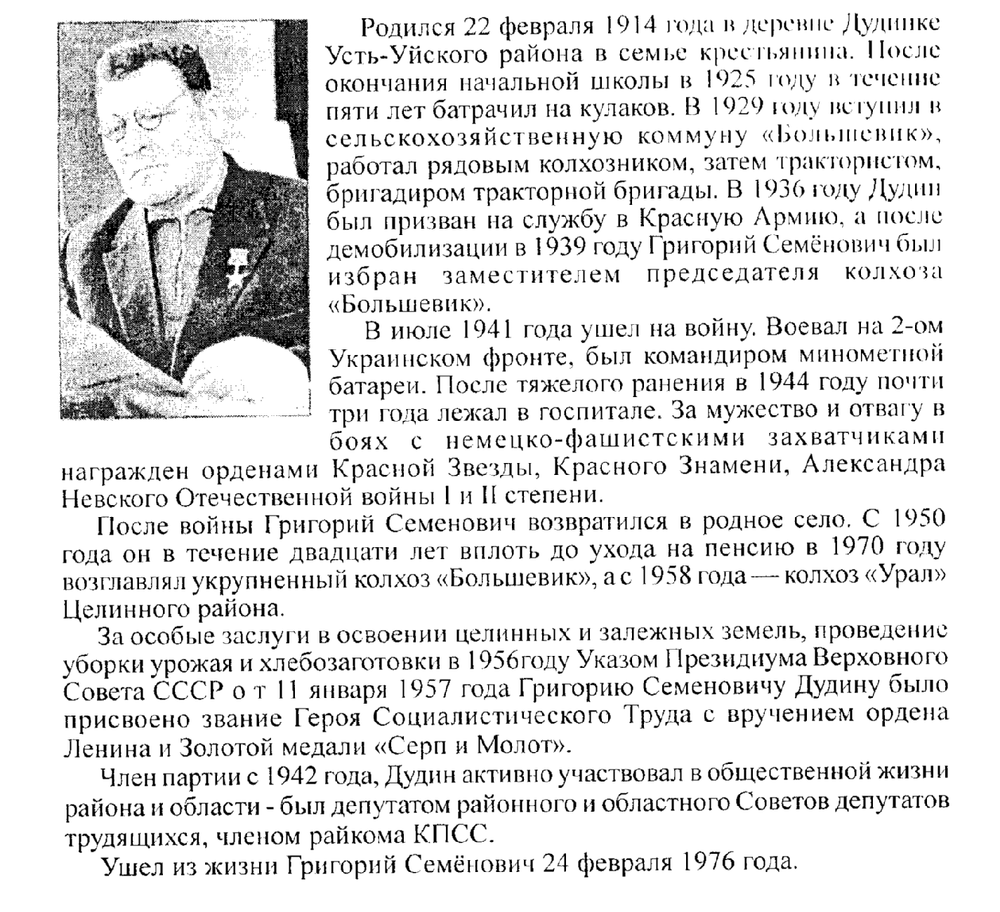 Родился 22 февраля 1914 года в деревне Дудинке
Усть-Уйского района в семье крестьянина. После
окончания начальной школы в 1925 году в течение
пяти лет батрачил на кулаков. В 1929 году вступил в
сельскохозяйственную коммуну «Большевик»,
работал рядовым колхозником, затем трактористом,
бригадиром тракторной бригады. В 1936 году Дудин
был призван на службу в Красную Армию, а после
демобилизации в 1939 году Григорий Семёнович был
избран заместителем председателя колхоза
«Большевик».
В июле 1941 года ушел на войну. Воевал на 2-ом
Украинском фронте, был командиром минометной
батареи. После тяжелого ранения в 1944 году почти
три года лежал в госпитале. За мужество и отвагу в
боях с немецко-фашистскими захватчиками
награжден орденами Красной Звезды, Красного Знамени, Александра
Невского Отечественной войны I и II степени.
После войны Григорий Семенович возвратился в родное село. С 1950
года он в течение двадцати лет вплоть до ухода на пенсию в 1970 году
возглавлял укрупненный колхоз «Большевик», а с 1958 года — колхоз «Урал»
Целинного района.
За особые заслуги в освоении целинных и залежных земель, проведение
уборки урожая и хлебозаготовки в 1956году Указом Президиума Верховного
Совета СССР о т 11 января 1957 года Григорию Семеновичу Дудину было
присвоено звание Героя Социалистического Труда с вручением ордена
Ленина и Золотой медали «Серп и Молот».
Член партии с 1942 года, Дудин активно участвовал в общественной жизни
района и области - был депутатом районного и областного Советов депутатов
трудящихся, членом райкома КПСС.
Ушел из жизни Григорий Семёнович 24 февраля 1976 года.